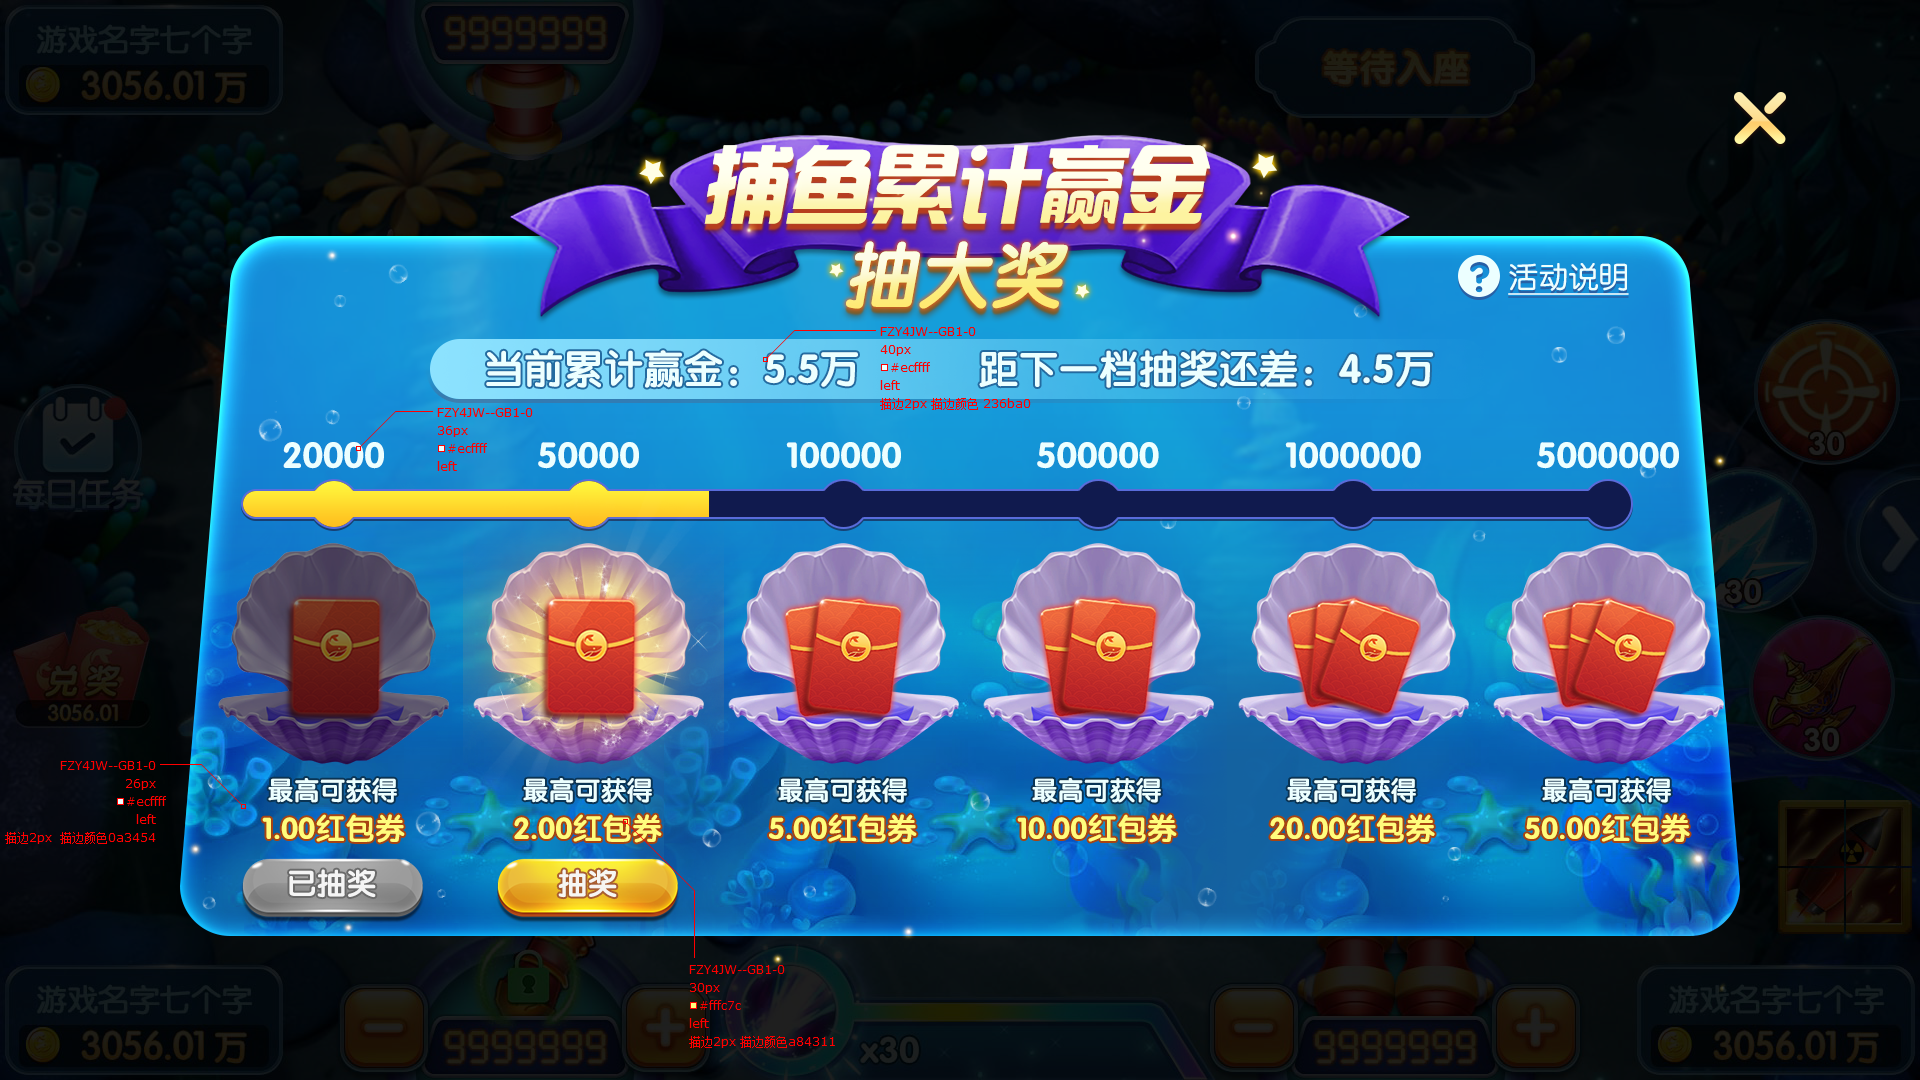 游戏名字七个字
3056.01万
9999999
等待入座
捕鱼累计赢金
抽大奖
活动说明
FZY4JW--GB1-0
40px
#ecffff
left
描边2px 描边颜色 236ba0
当前累计赢金：5.5万
距下一档抽奖还差：4.5万
FZY4JW--GB1-0
36px
#ecffff
left
20000
50000
100000
500000
1000000
5000000
30
每日任务
30
兑奖
3056.01
30
FZY4JW--GB1-0
26px
#ecffff
left
描边2px 描边颜色0a3454
最高可获得
1.00红包券
已抽奖
最高可获得
2.00红包券
抽奖
最高可获得
5.00红包券
最高可获得
10.00红包券
最高可获得
20.00红包券
最高可获得
50.00红包券
FZY4JW--GB1-0
30px
#fffc7c
left
描边2px 描边颜色a84311
游戏名字七个字
3056.01万
9999999
x30
9999999
游戏名字七个字
3056.01万